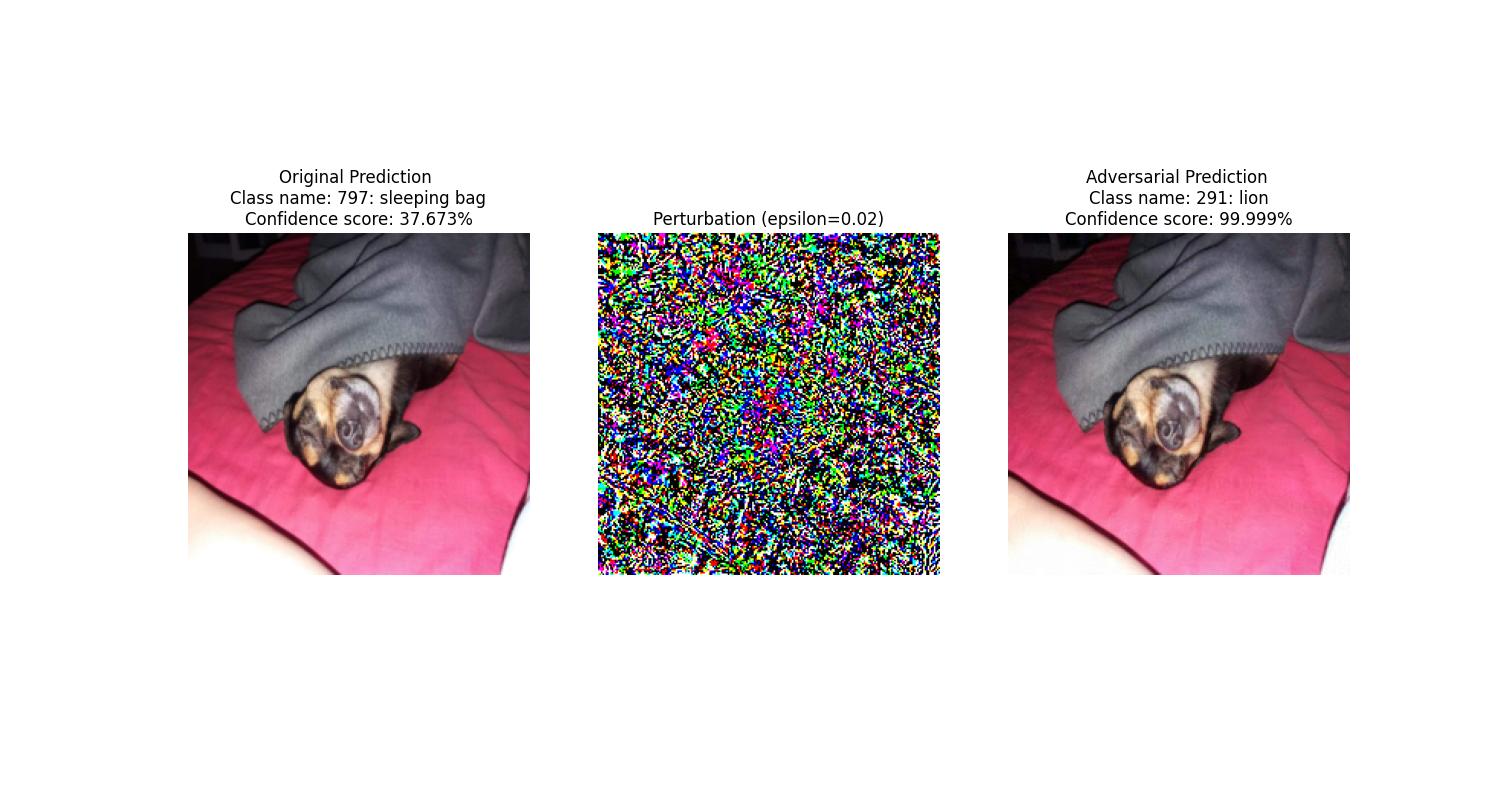 Original Prediction
Class name: 797: sleeping bag
Confidence score: 37.673%
Perturbation (epsilon=0.02)
Adversarial Prediction
Class name: 291: lion
Confidence score: 99.999%